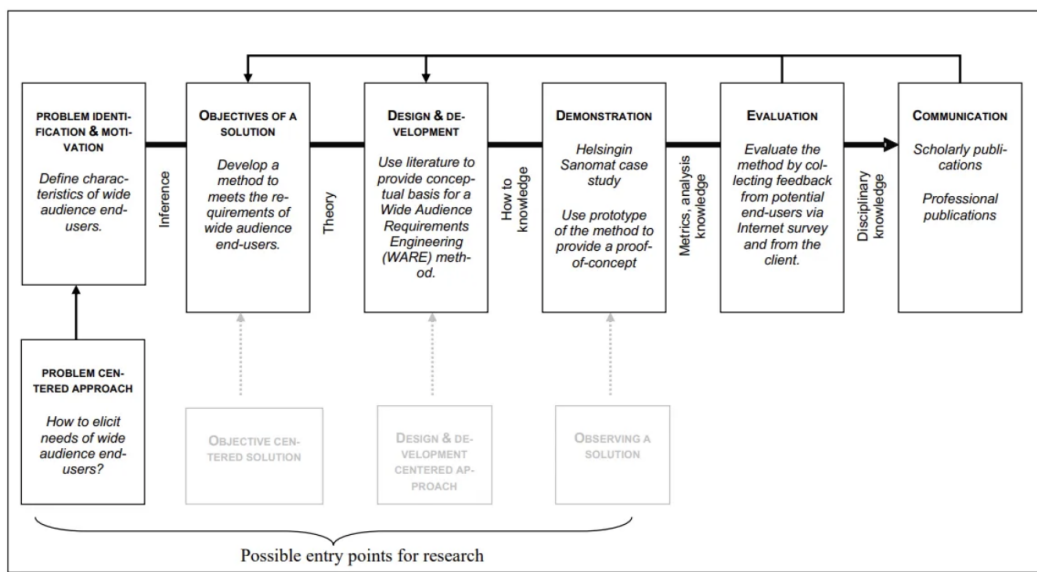 PROBLEM IDENTI-
FICATION & MOTI-
VATION
Define charac-
teristics of wide
audience end-
users.
Inference
OBJECTIVES OF A
SOLUTION
Develop a
method to
meets the re-
quirements of
wide audience
end-users.
Theory
DESIGN & DE-
VELOPMENT
Use literature to
provide concep-
tual basis for a
Wide Audience
Requirements
Engineering
(WARE) meth-
od.
How to
knowledge
DEMONSTRATION
Helsingin
Sanomat case
study
Use prototype
of the method to
provide a proof-
of-concept
Metrics, analysis
knowledge
EVALUATION
Evaluate the
method by col-
lecting feedback
from potential
end-users via
Internet survey
and from the
client.
Disciplinary
knowledge
COMMUNICATION
Scholarly publi-
cations
Professional
publications
PROBLEM CEN-
TERED APPROACH
How to elicit
needs of wide
audience end-
users?
OBJECTIVE CEN-
TERED SOLUTION
DESIGN & DE-
VELOPMENT
CENTERED AP-
PROACH
OBSERVING A
SOLUTION
Possible entry points for research